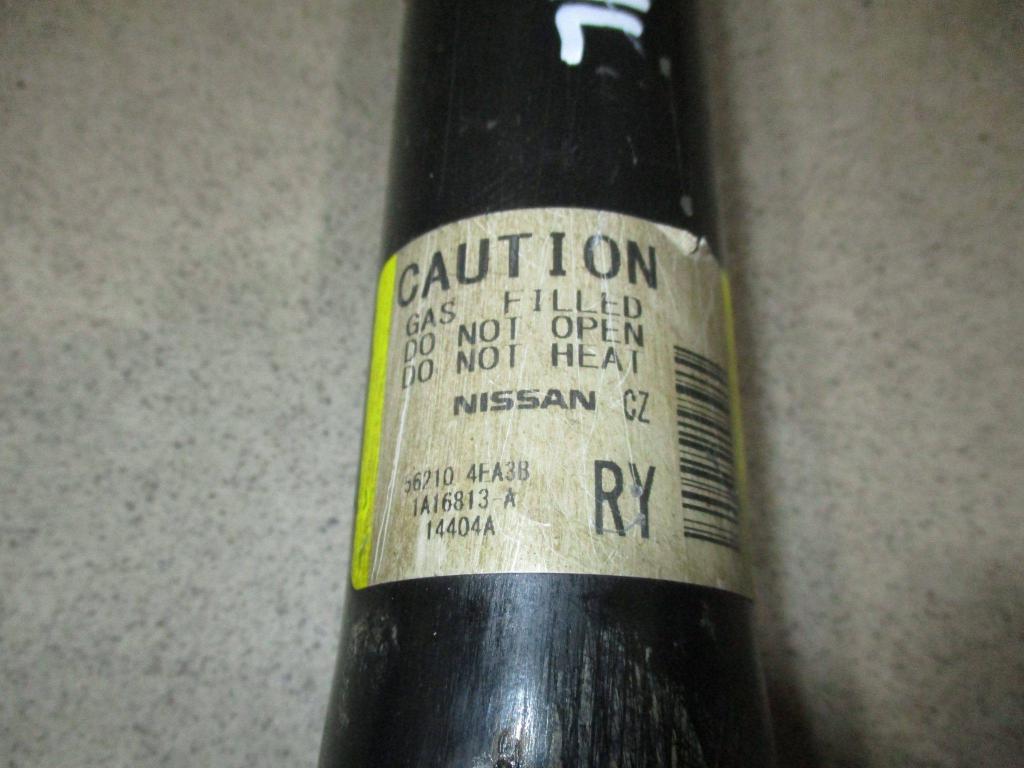 CAUTION
GAS FILLED
DO NOT OPEN
DO NOT HEAT
NISSAN CZ
56210 4EA3B
1A16813-A
14404A
RY